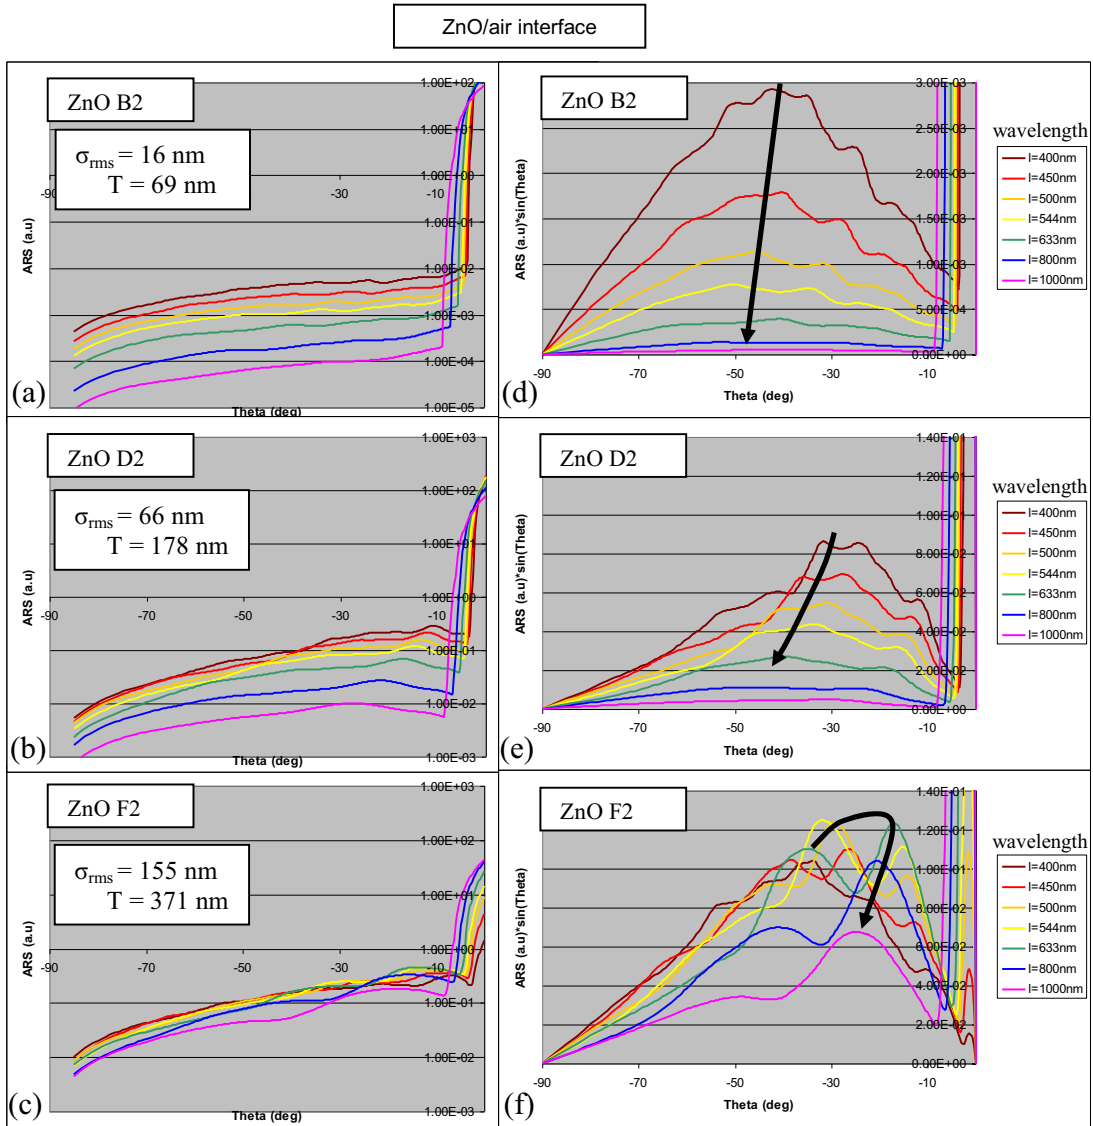 ZnO/air interface
ZnO B2
σrms = 16 nm
T = 69 nm
1.00E+02
1.00E+01
1.00E+00
1.00E-01
1.00E-02
1.00E-03
1.00E-04
1.00E-05
-90
-70
-50
-30
-10
ARS (a.u)
Theta (deg)
(a)
ZnO B2
3.00E-03
2.50E-03
2.00E-03
1.50E-03
1.00E-03
5.00E-04
0.00E+00
-90
-70
-50
-30
-10
ARS (a.u)*sin(Theta)
Theta (deg)
(d)
wavelength
l=400nm
l=450nm
l=500nm
l=544nm
l=633nm
l=800nm
l=1000nm
ZnO D2
σrms = 66 nm
T = 178 nm
1.00E+03
1.00E+02
1.00E+01
1.00E+00
1.00E-01
1.00E-02
1.00E-03
-90
-70
-50
-30
-10
ARS (a.u)
Theta (deg)
(b)
ZnO D2
1.40E-01
1.20E-01
1.00E-01
8.00E-02
6.00E-02
4.00E-02
2.00E-02
0.00E+00
-90
-70
-50
-30
-10
ARS (a.u)*sin(Theta)
Theta (deg)
(e)
wavelength
l=400nm
l=450nm
l=500nm
l=544nm
l=633nm
l=800nm
l=1000nm
ZnO F2
σrms = 155 nm
T = 371 nm
1.00E+03
1.00E+02
1.00E+01
1.00E+00
1.00E-01
1.00E-02
1.00E-03
-90
-70
-50
-30
-10
ARS (a.u)
Theta (deg)
(c)
ZnO F2
1.40E-01
1.20E-01
1.00E-01
8.00E-02
6.00E-02
4.00E-02
2.00E-02
0.00E+00
-90
-70
-50
-30
-10
ARS (a.u)*sin(Theta)
Theta (deg)
(f)
wavelength
l=400nm
l=450nm
l=500nm
l=544nm
l=633nm
l=800nm
l=1000nm